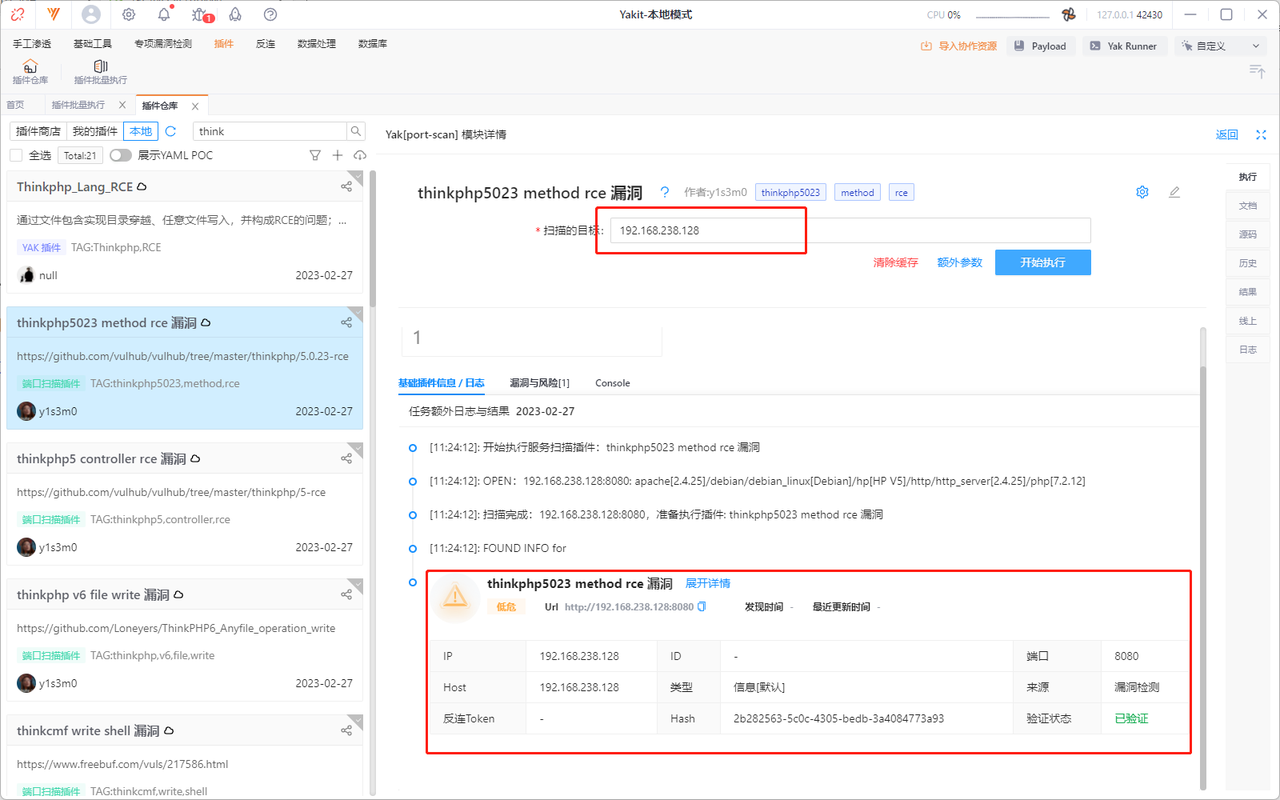 Yakit-本地模式
CPU 0%
127.0.0.1 42430
1
手工渗透 基础工具 专项漏洞检测 插件 反连 数据处理 数据库
导入协作资源 Payload Yak Runner 自定义
插件仓库 插件批量执行
首页 插件批量执行 插件仓库
插件商店 我的插件 本地 think
全选 Total:21 展示YAML POC
Thinkphp_Lang_RCE
通过文件包含实现目录穿越、任意文件写入，并构成RCE的问题；...
YAK 插件 TAG:Thinkphp,RCE
null 2023-02-27
thinkphp5023 method rce 漏洞
https://github.com/vulhub/vulhub/tree/master/thinkphp/5.0.23-rce
端口扫描插件 TAG:thinkphp5023,method,rce
y1s3m0 2023-02-27
thinkphp5 controller rce 漏洞
https://github.com/vulhub/vulhub/tree/master/thinkphp/5-rce
端口扫描插件 TAG:thinkphp5,controller,rce
y1s3m0 2023-02-27
thinkphp v6 file write 漏洞
https://github.com/Loneyers/ThinkPHP6_Anyfile_operation_write
端口扫描插件 TAG:thinkphp,v6,file,write
y1s3m0 2023-02-27
thinkcmf write shell 漏洞
https://www.freebuf.com/vuls/217586.html
端口扫描插件 TAG:thinkcmf,write,shell
Yak[port-scan] 模块详情
返回
thinkphp5023 method rce 漏洞 作者:y1s3m0 thinkphp5023 method rce
* 扫描的目标: 192.168.238.128
清除缓存 额外参数 开始执行
1
基础插件信息 / 日志 漏洞与风险[1] Console
任务额外日志与结果 2023-02-27
[11:24:12]: 开始执行服务扫描插件：thinkphp5023 method rce 漏洞
[11:24:12]: OPEN：192.168.238.128:8080: apache[2.4.25]/debian/debian_linux[Debian]/hp[HP V5]/http/http_server[2.4.25]/php[7.2.12]
[11:24:12]: 扫描完成：192.168.238.128:8080，准备执行插件: thinkphp5023 method rce 漏洞
[11:24:12]: FOUND INFO for
thinkphp5023 method rce 漏洞 展开详情
低危 Url http://192.168.238.128:8080 发现时间 - 最近更新时间 -
IP 192.168.238.128 ID - 端口 8080
Host 192.168.238.128 类型 信息[默认] 来源 漏洞检测
反连Token - Hash 2b282563-5c0c-4305-bedb-3a4084773a93 验证状态 已验证
执行
文档
源码
历史
结果
线上
日志